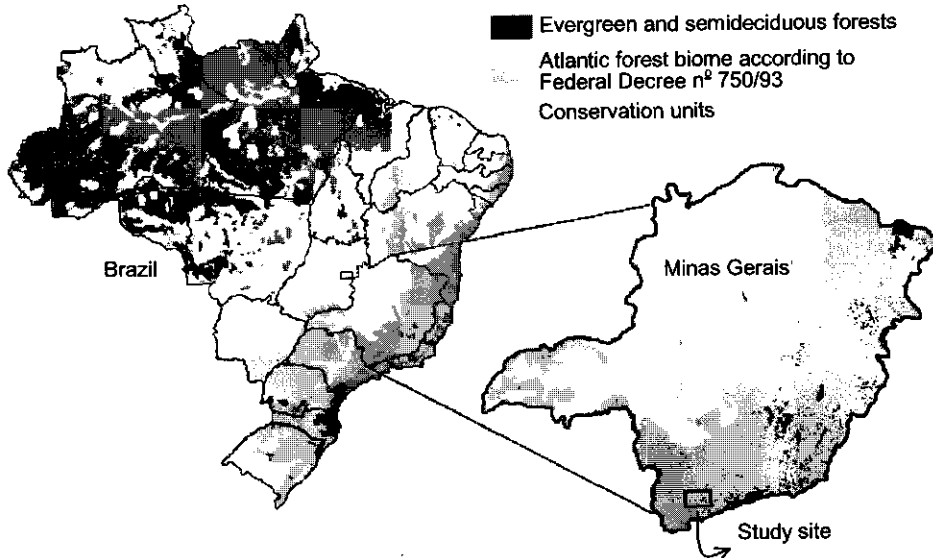 Evergreen and semideciduous forests
Atlantic forest biome according to
Federal Decree nº 750/93
Conservation units
Brazil
Minas Gerais
Study site